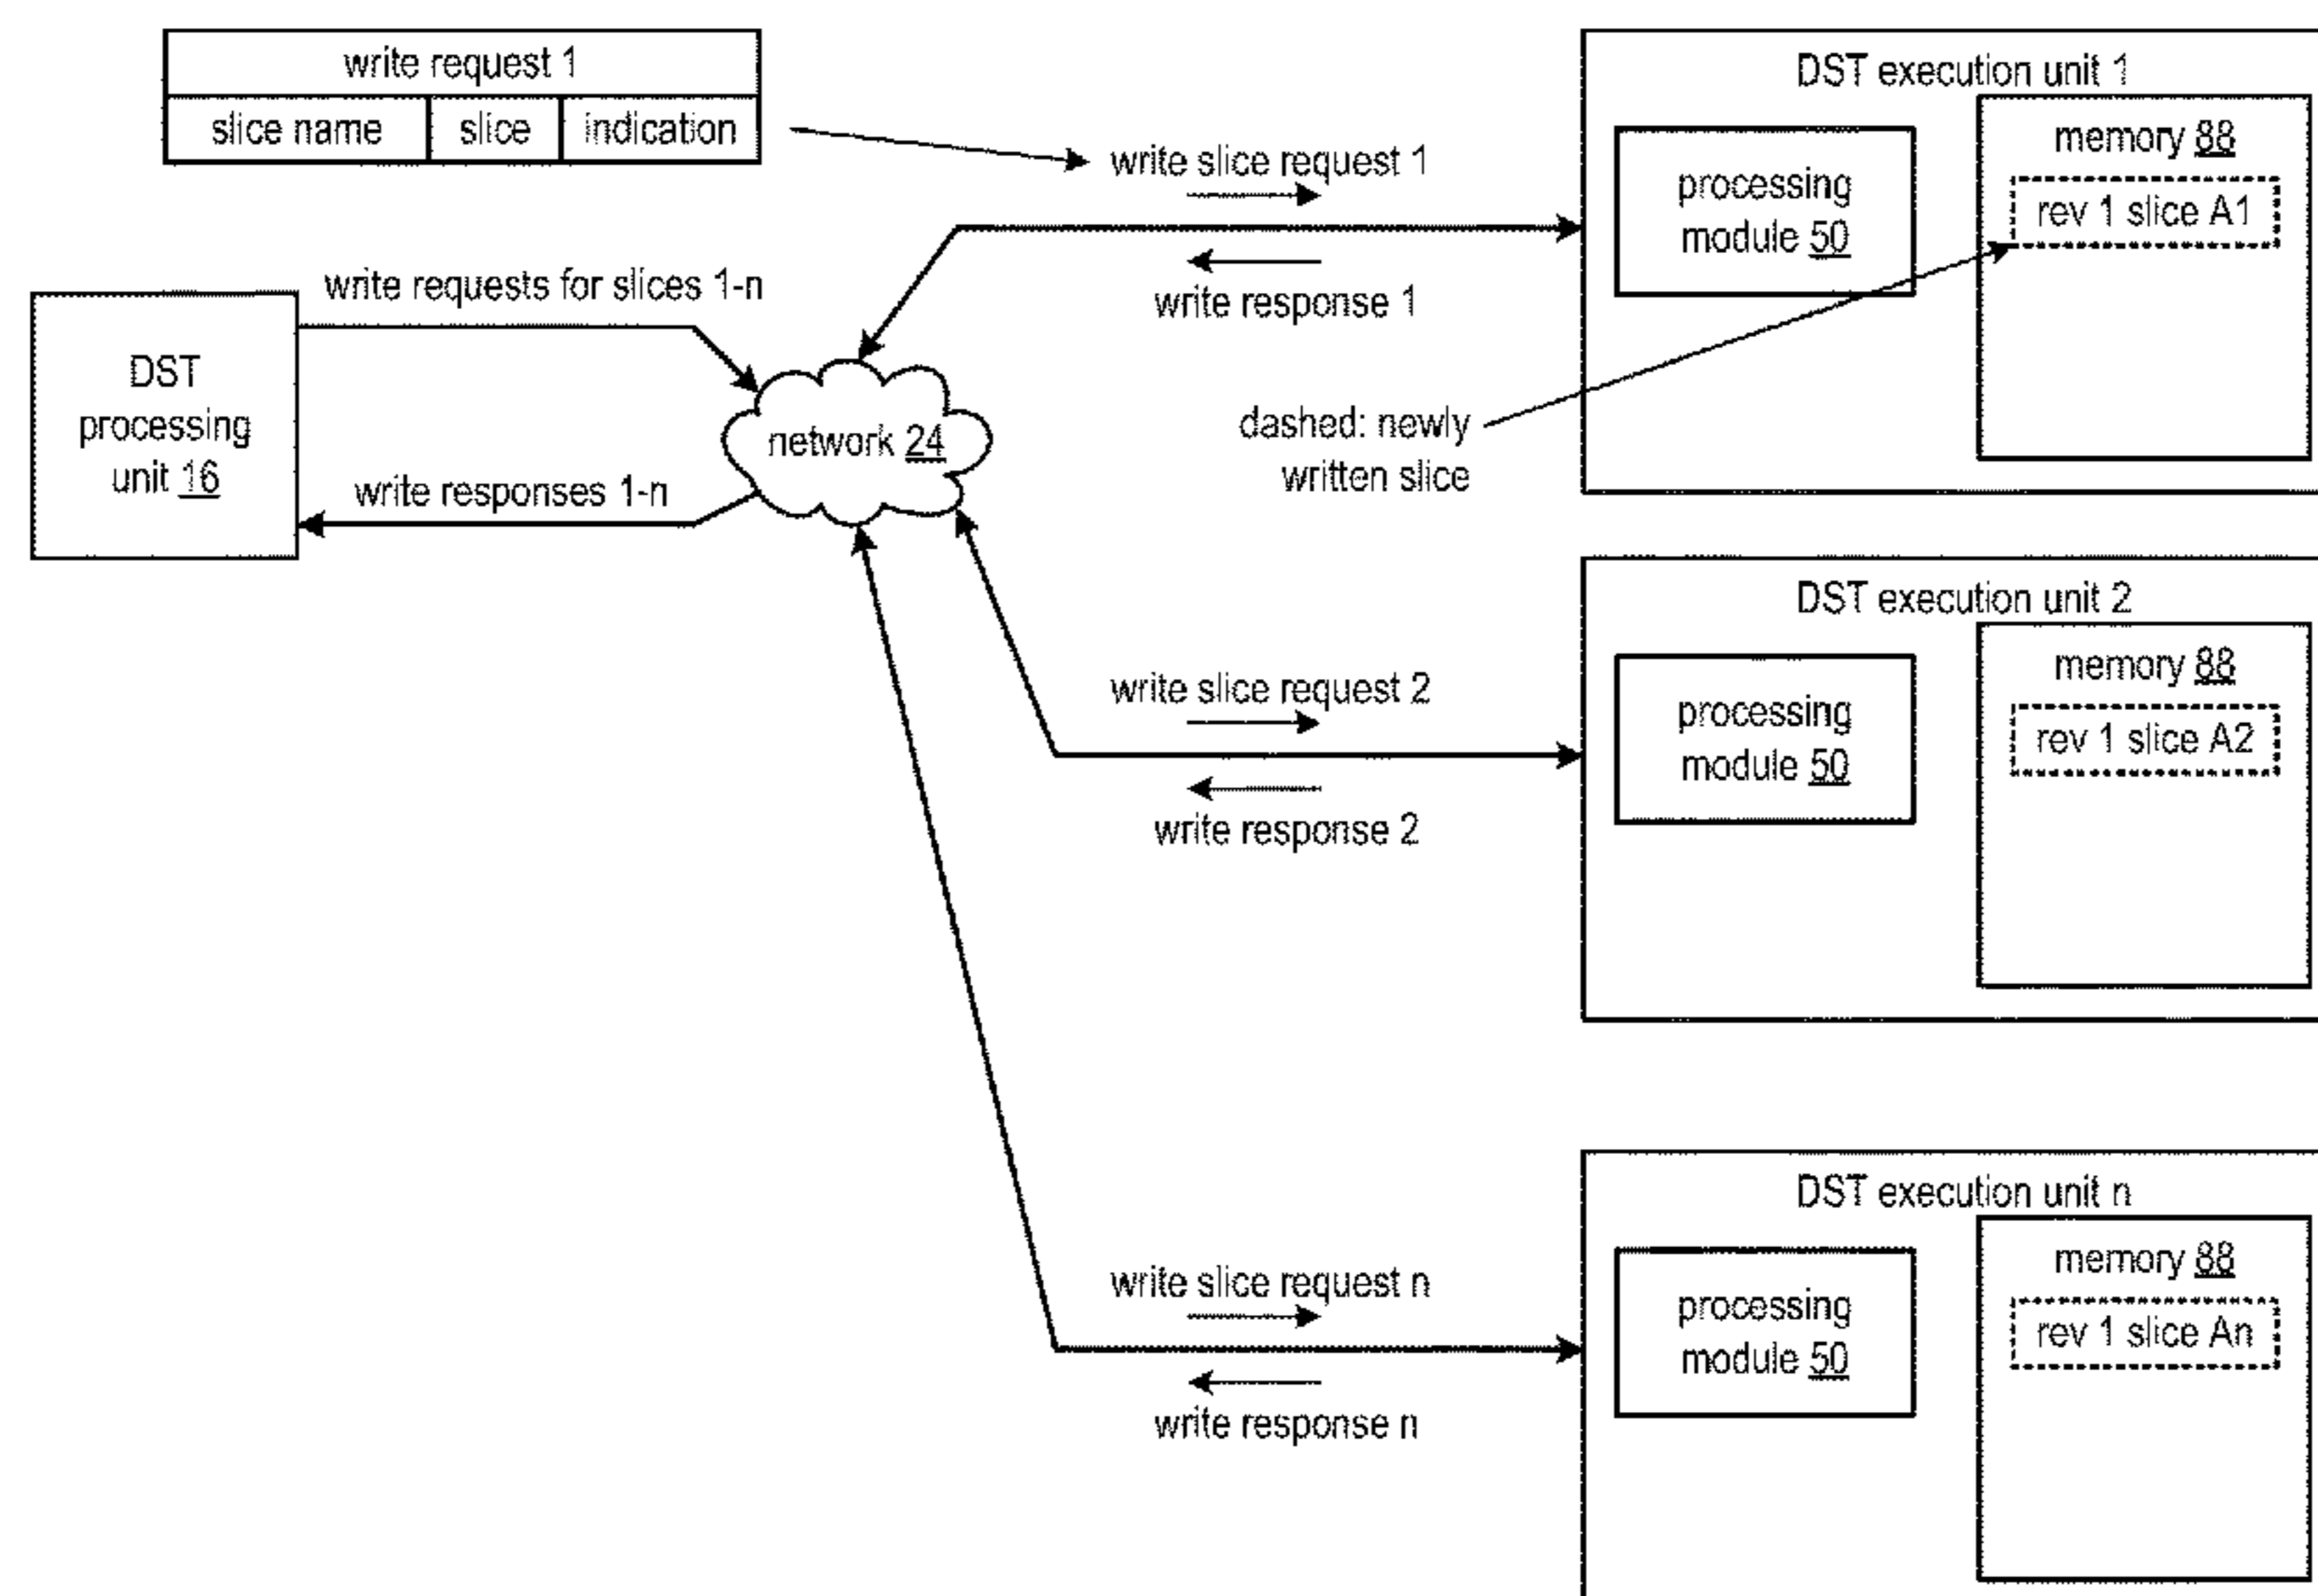 write request 1
slice name slice indication
write slice request 1
write response 1
DST execution unit 1
processing
module 50
memory 88
rev 1 slice A1
dashed: newly
written slice
write requests for slices 1-n
DST
processing
unit 16
network 24
write responses 1-n
DST execution unit 2
write slice request 2
write response 2
processing
module 50
memory 88
rev 1 slice A2
DST execution unit n
write slice request n
write response n
processing
module 50
memory 88
rev 1 slice An